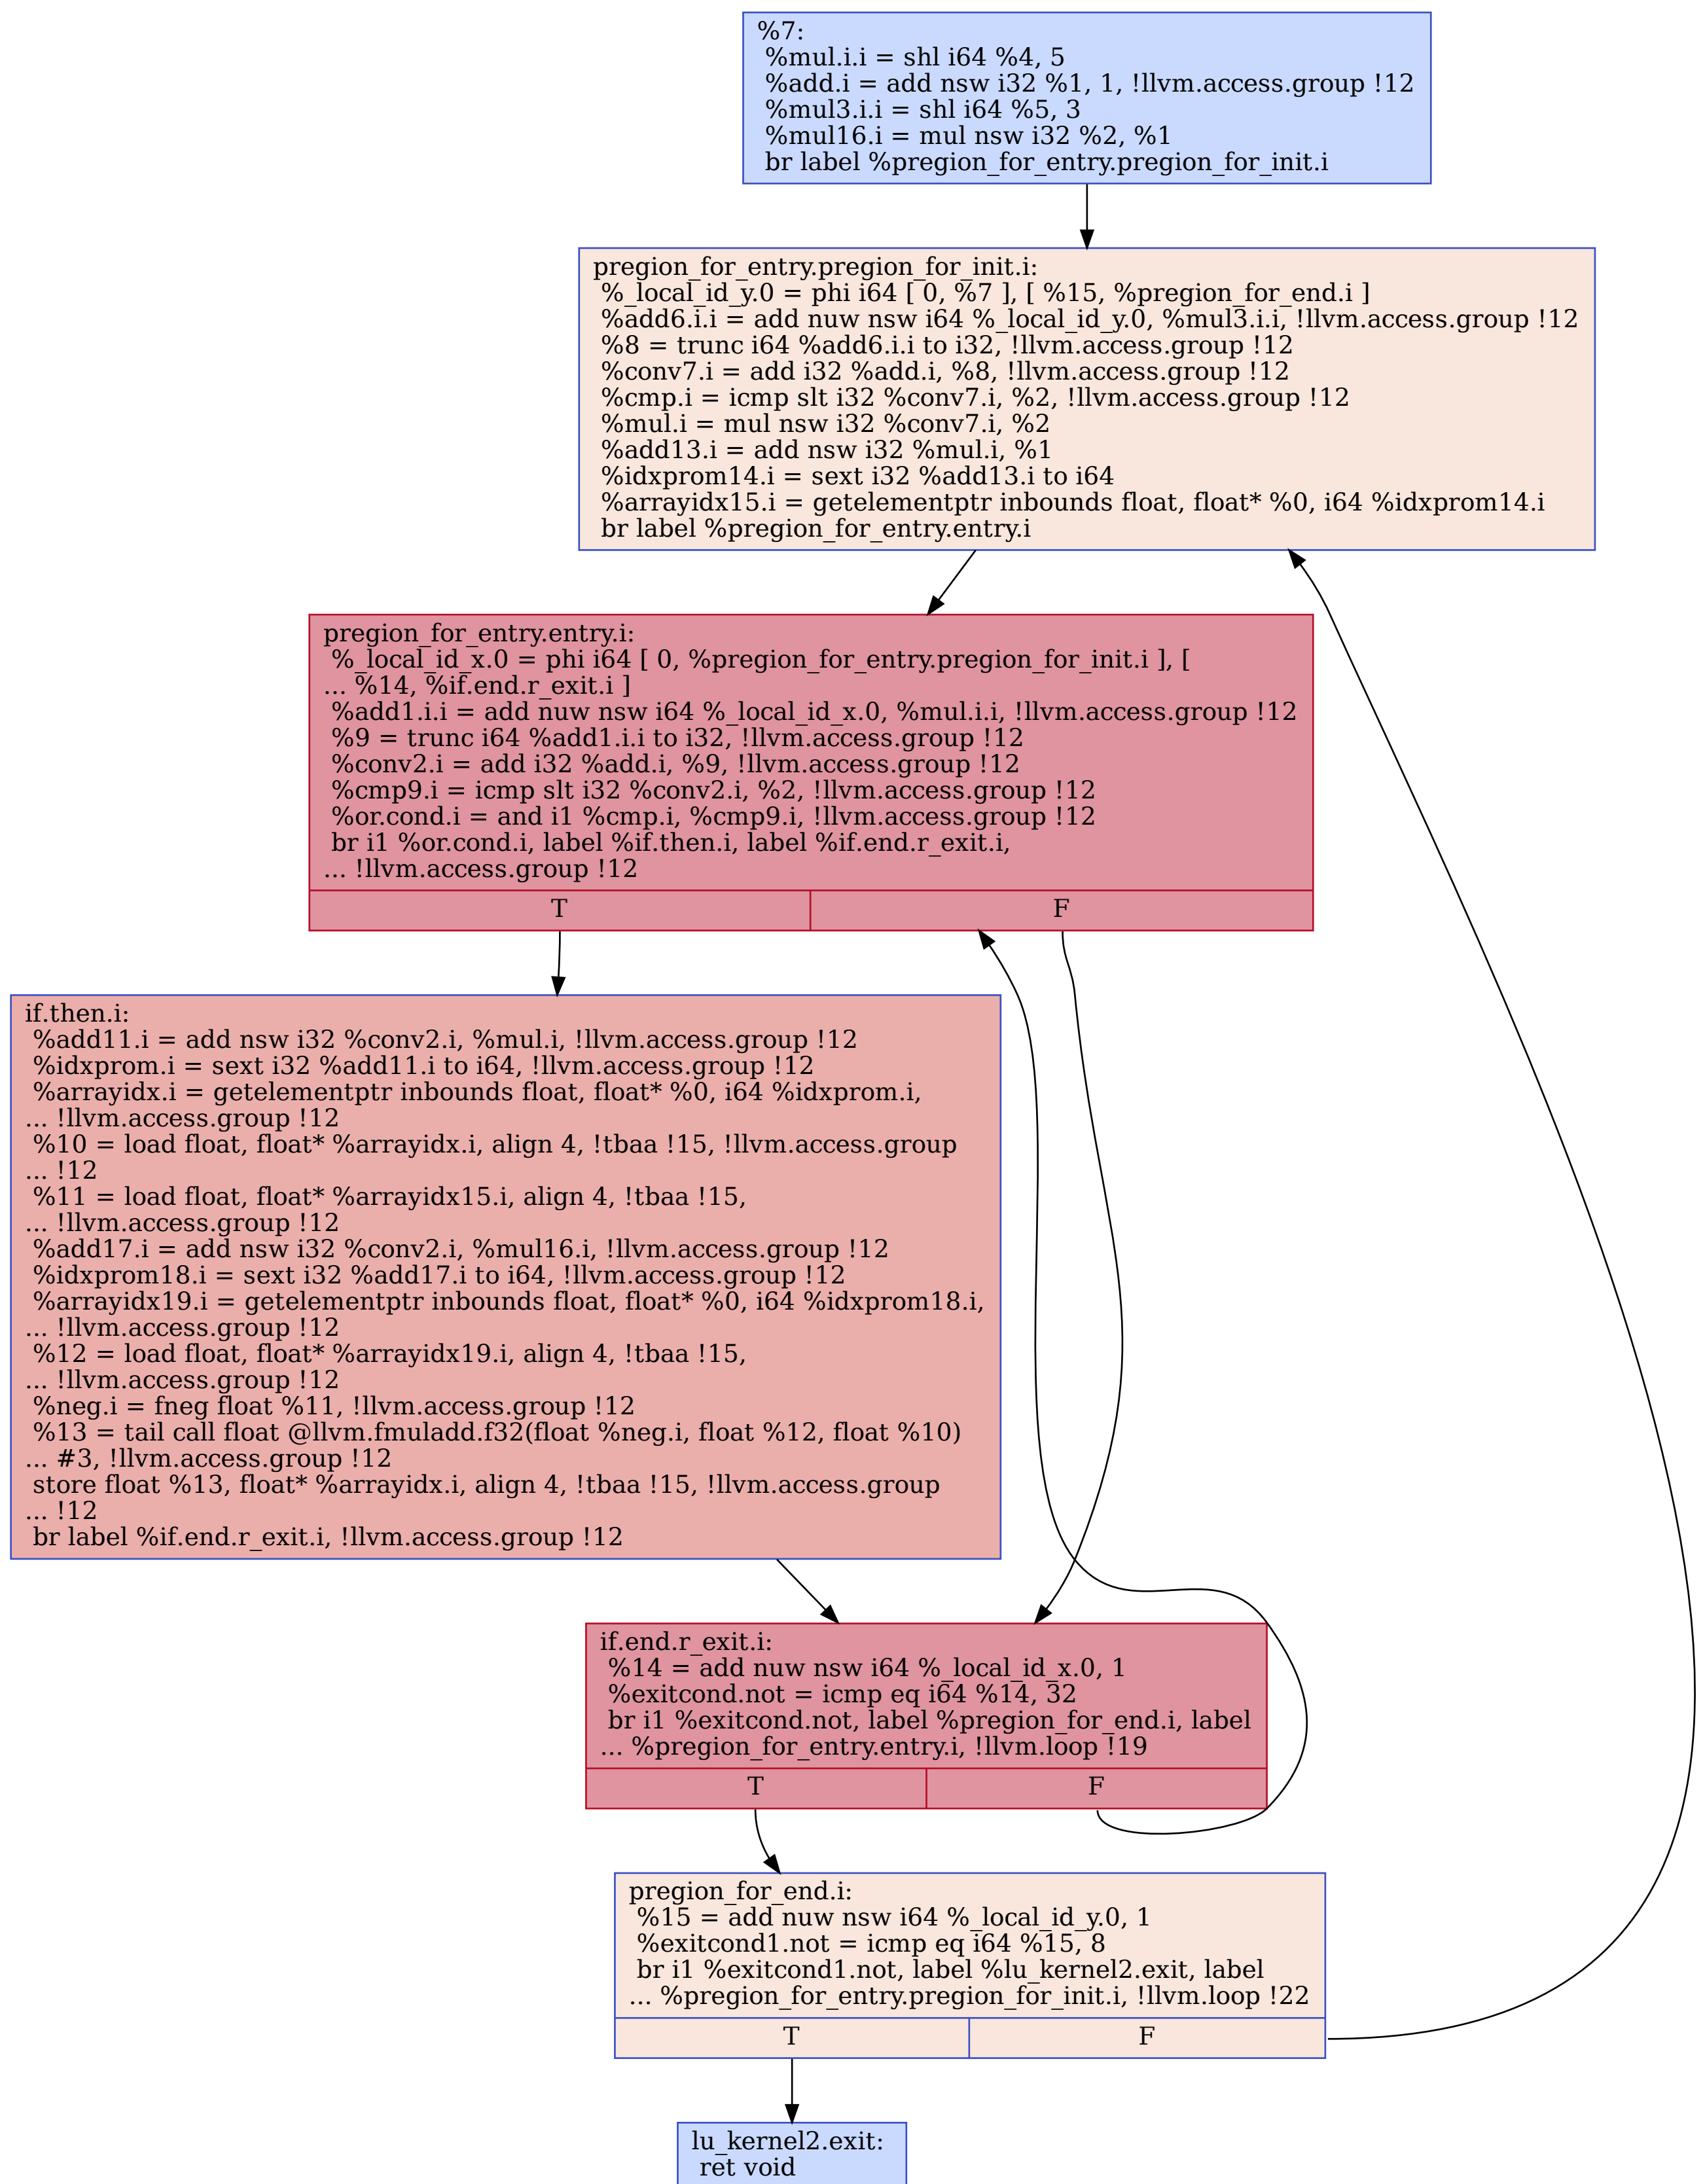 %7:
%mul.i.i = shl i64 %4, 5
%add.i = add nsw i32 %1, 1, !llvm.access.group !12
%mul3.i.i = shl i64 %5, 3
%mul16.i = mul nsw i32 %2, %1
br label %pregion_for_entry.pregion_for_init.i
pregion_for_entry.pregion_for_init.i:
%_local_id_y.0 = phi i64 [ 0, %7 ], [ %15, %pregion_for_end.i ]
%add6.i.i = add nuw nsw i64 %_local_id_y.0, %mul3.i.i, !llvm.access.group !12
%8 = trunc i64 %add6.i.i to i32, !llvm.access.group !12
%conv7.i = add i32 %add.i, %8, !llvm.access.group !12
%cmp.i = icmp slt i32 %conv7.i, %2, !llvm.access.group !12
%mul.i = mul nsw i32 %conv7.i, %2
%add13.i = add nsw i32 %mul.i, %1
%idxprom14.i = sext i32 %add13.i to i64
%arrayidx15.i = getelementptr inbounds float, float* %0, i64 %idxprom14.i
br label %pregion_for_entry.entry.i
pregion_for_entry.entry.i:
%_local_id_x.0 = phi i64 [ 0, %pregion_for_entry.pregion_for_init.i ], [
... %14, %if.end.r_exit.i ]
%add1.i.i = add nuw nsw i64 %_local_id_x.0, %mul.i.i, !llvm.access.group !12
%9 = trunc i64 %add1.i.i to i32, !llvm.access.group !12
%conv2.i = add i32 %add.i, %9, !llvm.access.group !12
%cmp9.i = icmp slt i32 %conv2.i, %2, !llvm.access.group !12
%or.cond.i = and i1 %cmp.i, %cmp9.i, !llvm.access.group !12
br i1 %or.cond.i, label %if.then.i, label %if.end.r_exit.i,
... !llvm.access.group !12
T F
if.then.i:
%add11.i = add nsw i32 %conv2.i, %mul.i, !llvm.access.group !12
%idxprom.i = sext i32 %add11.i to i64, !llvm.access.group !12
%arrayidx.i = getelementptr inbounds float, float* %0, i64 %idxprom.i,
... !llvm.access.group !12
%10 = load float, float* %arrayidx.i, align 4, !tbaa !15, !llvm.access.group
... !12
%11 = load float, float* %arrayidx15.i, align 4, !tbaa !15,
... !llvm.access.group !12
%add17.i = add nsw i32 %conv2.i, %mul16.i, !llvm.access.group !12
%idxprom18.i = sext i32 %add17.i to i64, !llvm.access.group !12
%arrayidx19.i = getelementptr inbounds float, float* %0, i64 %idxprom18.i,
... !llvm.access.group !12
%12 = load float, float* %arrayidx19.i, align 4, !tbaa !15,
... !llvm.access.group !12
%neg.i = fneg float %11, !llvm.access.group !12
%13 = tail call float @llvm.fmuladd.f32(float %neg.i, float %12, float %10)
... #3, !llvm.access.group !12
store float %13, float* %arrayidx.i, align 4, !tbaa !15, !llvm.access.group
... !12
br label %if.end.r_exit.i, !llvm.access.group !12
if.end.r_exit.i:
%14 = add nuw nsw i64 %_local_id_x.0, 1
%exitcond.not = icmp eq i64 %14, 32
br i1 %exitcond.not, label %pregion_for_end.i, label
... %pregion_for_entry.entry.i, !llvm.loop !19
T F
pregion_for_end.i:
%15 = add nuw nsw i64 %_local_id_y.0, 1
%exitcond1.not = icmp eq i64 %15, 8
br i1 %exitcond1.not, label %lu_kernel2.exit, label
... %pregion_for_entry.pregion_for_init.i, !llvm.loop !22
T F
lu_kernel2.exit:
ret void